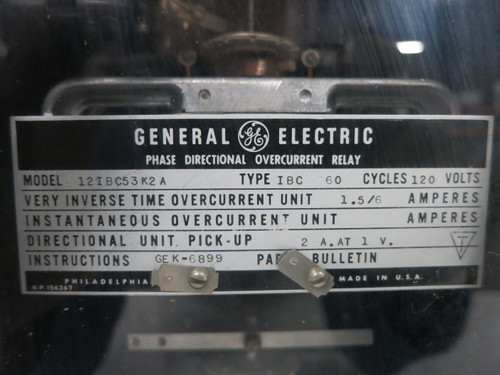 GENERAL GE ELECTRIC
PHASE DIRECTIONAL OVERCURRENT RELAY
MODEL 12IBC53K2A TYPE IBC 60 CYCLES 120 VOLTS
VERY INVERSE TIME OVERCURRENT UNIT 1.5/6 AMPERES
INSTANTANEOUS OVERCURRENT UNIT AMPERES
DIRECTIONAL UNIT PICK-UP 2 A.AT 1 V.
INSTRUCTIONS GEK-6899 BULLETIN
PHILADELPHIA MADE IN U.S.A.
N.P. 156367